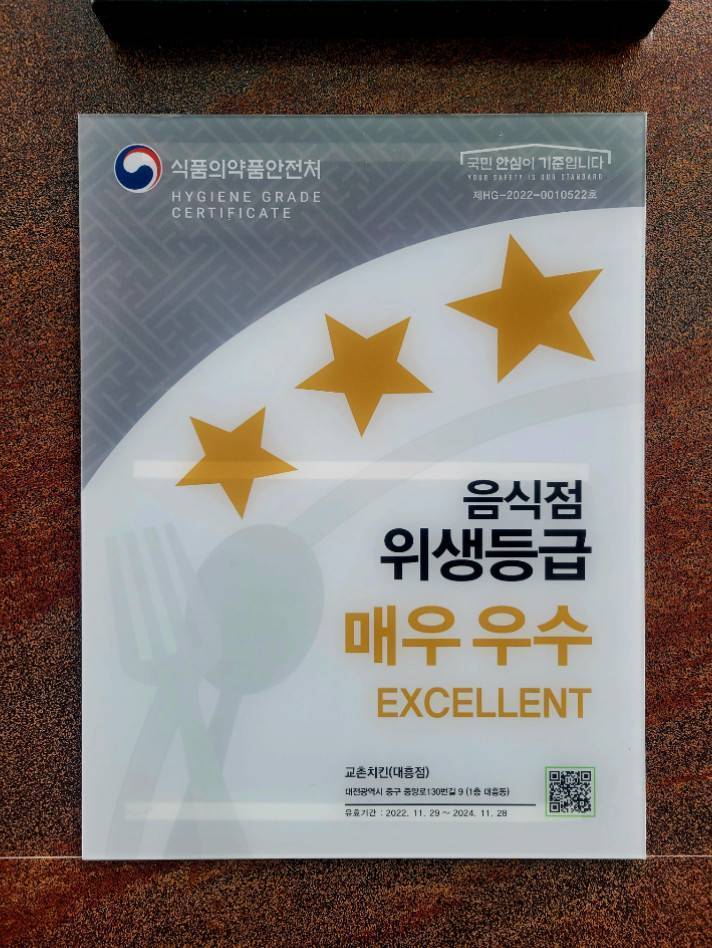 식품의약품안전처
HYGIENE GRADE
CERTIFICATE
국민 안심이 기준입니다
YOUR SAFETY IS OUR STANDARD
제HG-2022-0010522호
음식점
위생등급
매우 우수
EXCELLENT
교촌치킨(대흥점)
대전광역시 중구 중앙로130번길 9 (1층 대흥동)
유효기간 : 2022. 11. 29 ~ 2024. 11. 28